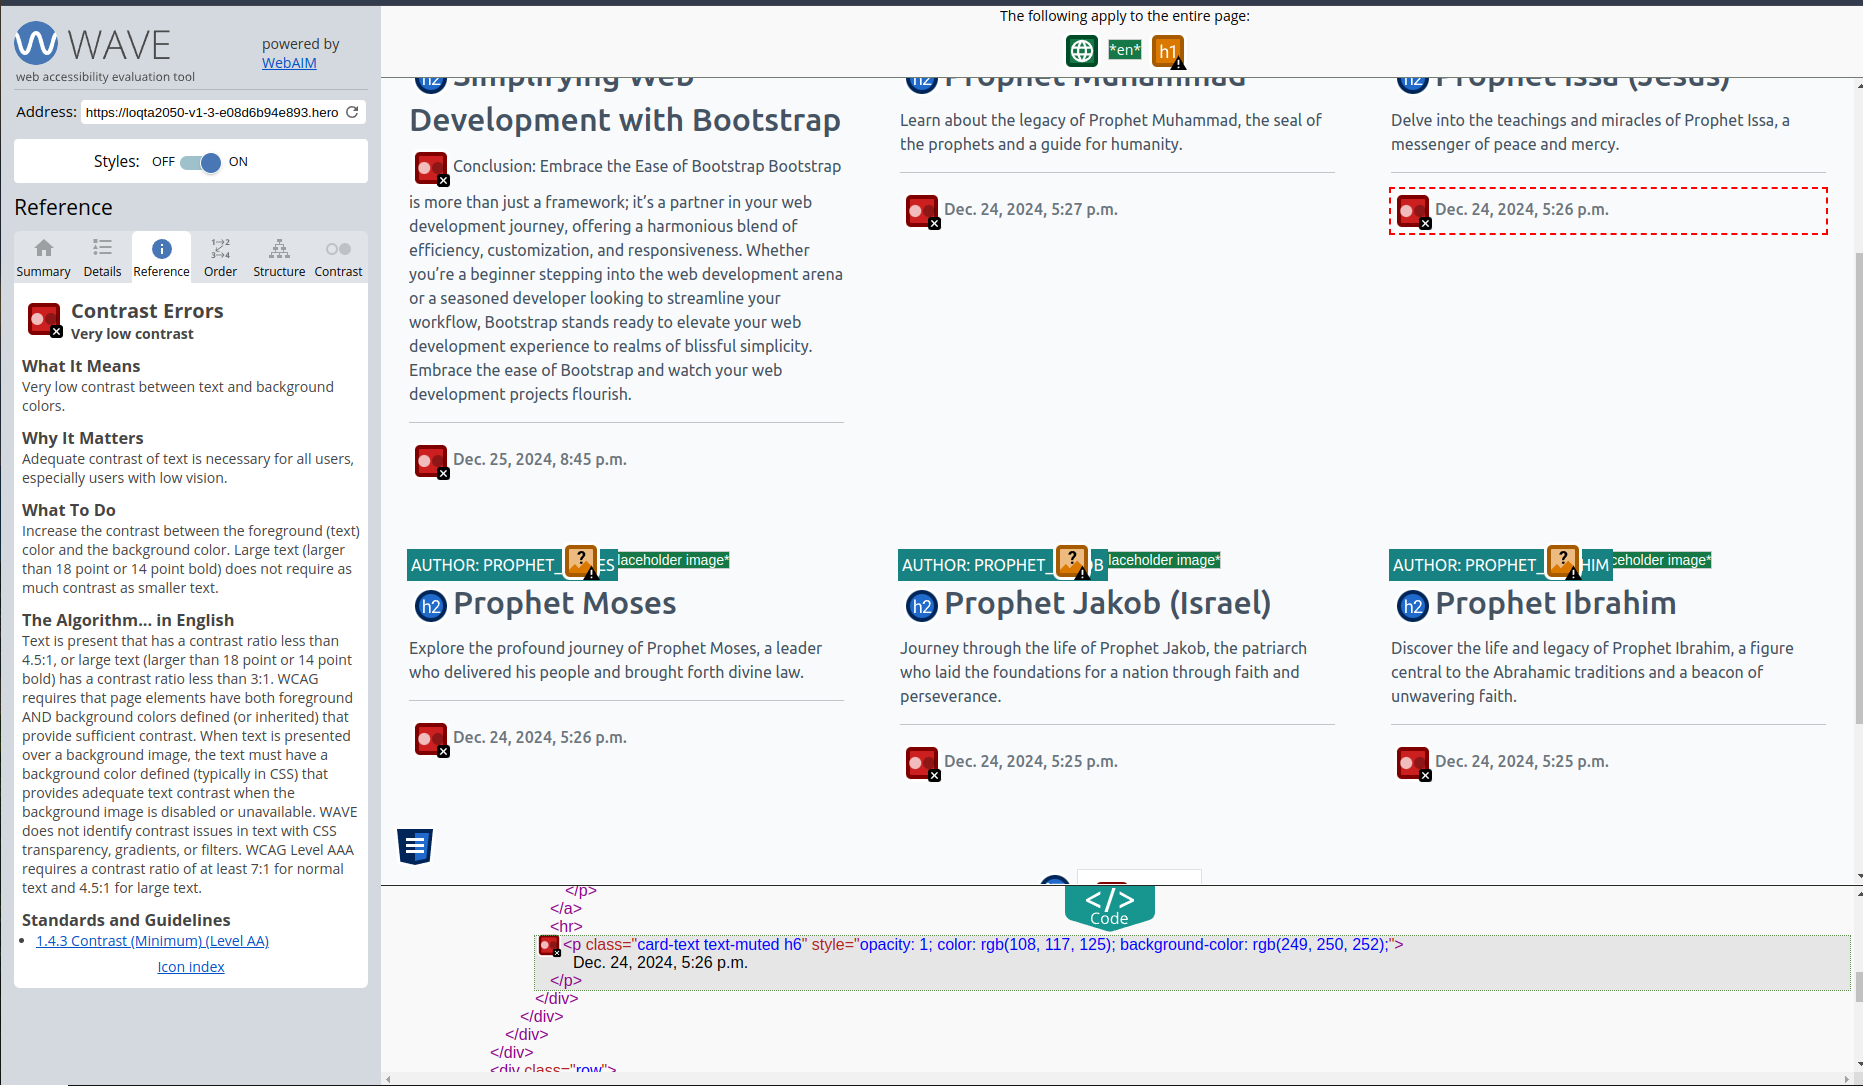 WAVE
web accessibility evaluation tool
powered by
WebAIM
Address: https://loqta2050-v1-3-e08d6b94e893.hero
Styles: OFF ON
Reference
Summary Details Reference Order Structure Contrast
Contrast Errors
Very low contrast
What It Means
Very low contrast between text and background
colors.
Why It Matters
Adequate contrast of text is necessary for all users,
especially users with low vision.
What To Do
Increase the contrast between the foreground (text)
color and the background color. Large text (larger
than 18 point or 14 point bold) does not require as
much contrast as smaller text.
The Algorithm... in English
Text is present that has a contrast ratio less than
4.5:1, or large text (larger than 18 point or 14 point
bold) has a contrast ratio less than 3:1. WCAG
requires that page elements have both foreground
AND background colors defined (or inherited) that
provide sufficient contrast. When text is presented
over a background image, the text must have a
background color defined (typically in CSS) that
provides adequate text contrast when the
background image is disabled or unavailable. WAVE
does not identify contrast issues in text with CSS
transparency, gradients, or filters. WCAG Level AAA
requires a contrast ratio of at least 7:1 for normal
text and 4.5:1 for large text.
Standards and Guidelines
• 1.4.3 Contrast (Minimum) (Level AA)
Icon index
The following apply to the entire page:
*en* h1
h2 Simplifying Web
Development with Bootstrap
Conclusion: Embrace the Ease of Bootstrap Bootstrap
is more than just a framework; it's a partner in your web
development journey, offering a harmonious blend of
efficiency, customization, and responsiveness. Whether
you're a beginner stepping into the web development arena
or a seasoned developer looking to streamline your
workflow, Bootstrap stands ready to elevate your web
development experience to realms of blissful simplicity.
Embrace the ease of Bootstrap and watch your web
development projects flourish.
Dec. 25, 2024, 8:45 p.m.
h2 Prophet Muhammad
Learn about the legacy of Prophet Muhammad, the seal of
the prophets and a guide for humanity.
Dec. 24, 2024, 5:27 p.m.
h2 Prophet Issa (Jesus)
Delve into the teachings and miracles of Prophet Issa, a
messenger of peace and mercy.
Dec. 24, 2024, 5:26 p.m.
AUTHOR: PROPHET_ ? ES laceholder image*
h2 Prophet Moses
Explore the profound journey of Prophet Moses, a leader
who delivered his people and brought forth divine law.
Dec. 24, 2024, 5:26 p.m.
AUTHOR: PROPHET_ ? OB laceholder image*
h2 Prophet Jakob (Israel)
Journey through the life of Prophet Jakob, the patriarch
who laid the foundations for a nation through faith and
perseverance.
Dec. 24, 2024, 5:25 p.m.
AUTHOR: PROPHET_ ? HIM ceholder image*
h2 Prophet Ibrahim
Discover the life and legacy of Prophet Ibrahim, a figure
central to the Abrahamic traditions and a beacon of
unwavering faith.
Dec. 24, 2024, 5:25 p.m.
</>
Code
</p>
</a>
<hr>
<p class="card-text text-muted h6" style="opacity: 1; color: rgb(108, 117, 125); background-color: rgb(249, 250, 252);">
Dec. 24, 2024, 5:26 p.m.
</p>
</div>
</div>
</div>
</div>
<div class="row">